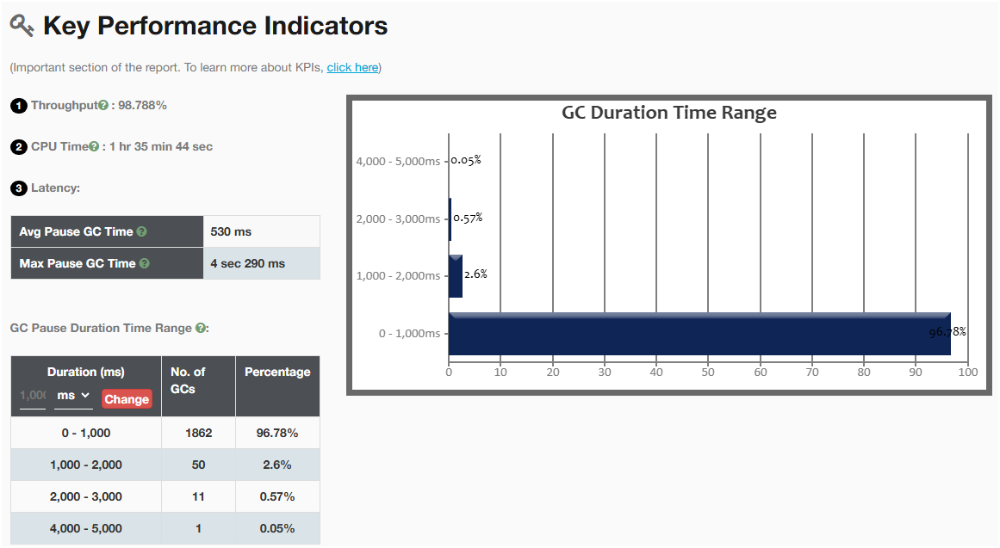 Key Performance Indicators
(Important section of the report. To learn more about KPIs, click here)
1 Throughput? : 98.788%
2 CPU Time? : 1 hr 35 min 44 sec
3 Latency:
Avg Pause GC Time ? 530 ms
Max Pause GC Time ? 4 sec 290 ms
GC Pause Duration Time Range ?:
Duration (ms) No. of GCs Percentage
ms Change
0 - 1,000 1862 96.78%
1,000 - 2,000 50 2.6%
2,000 - 3,000 11 0.57%
4,000 - 5,000 1 0.05%
GC Duration Time Range
4,000 - 5,000ms 0.05%
2,000 - 3,000ms 0.57%
1,000 - 2,000ms 2.6%
0 - 1,000ms 96.78%
0 10 20 30 40 50 60 70 80 90 100